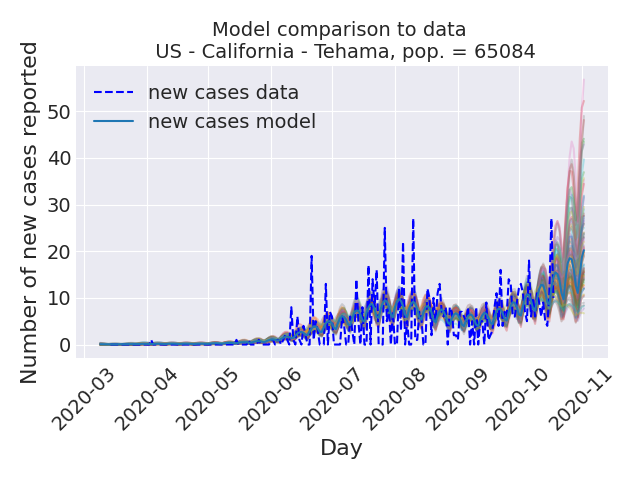 Model comparison to data
US - California - Tehama, pop. = 65084
Number of new cases reported
new cases data
new cases model
50
40
30
20
10
0
2020-03
2020-04
2020-05
2020-06
2020-07
2020-08
2020-09
2020-10
2020-11
Day